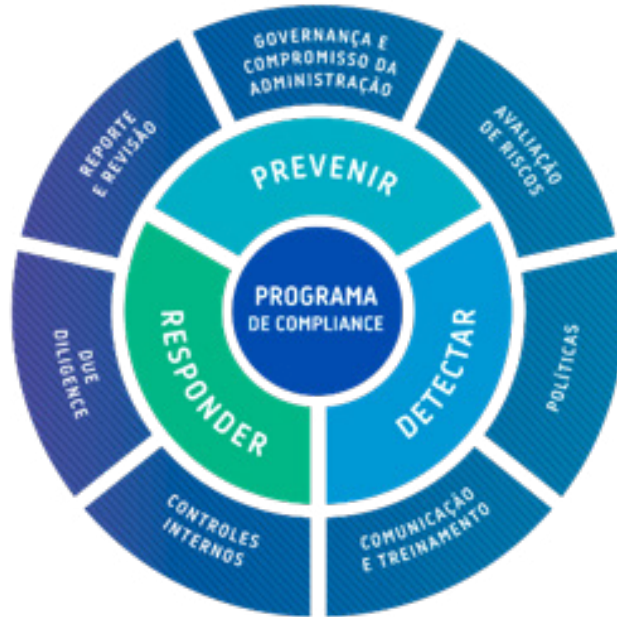 GOVERNANÇA E
COMPROMISSO DA
ADMINISTRAÇÃO
AVALIAÇÃO
DE RISCOS
POLÍTICAS
COMUNICAÇÃO
E TREINAMENTO
CONTROLES
INTERNOS
DUE
DILIGENCE
REPORTE
E REVISÃO
PREVENIR
DETECTAR
RESPONDER
PROGRAMA
DE COMPLIANCE